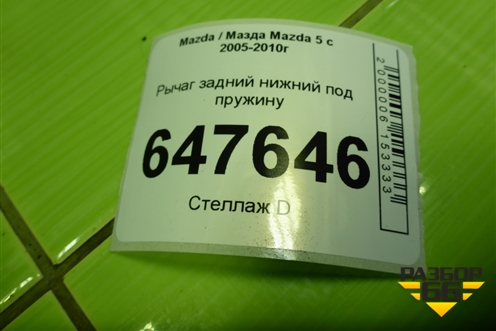 Mazda / Мазда Mazda 5 с
2005-2010г
Рычаг задний нижний под
пружину
647646
Стеллаж D
2000006153333
РАЗБОР
66